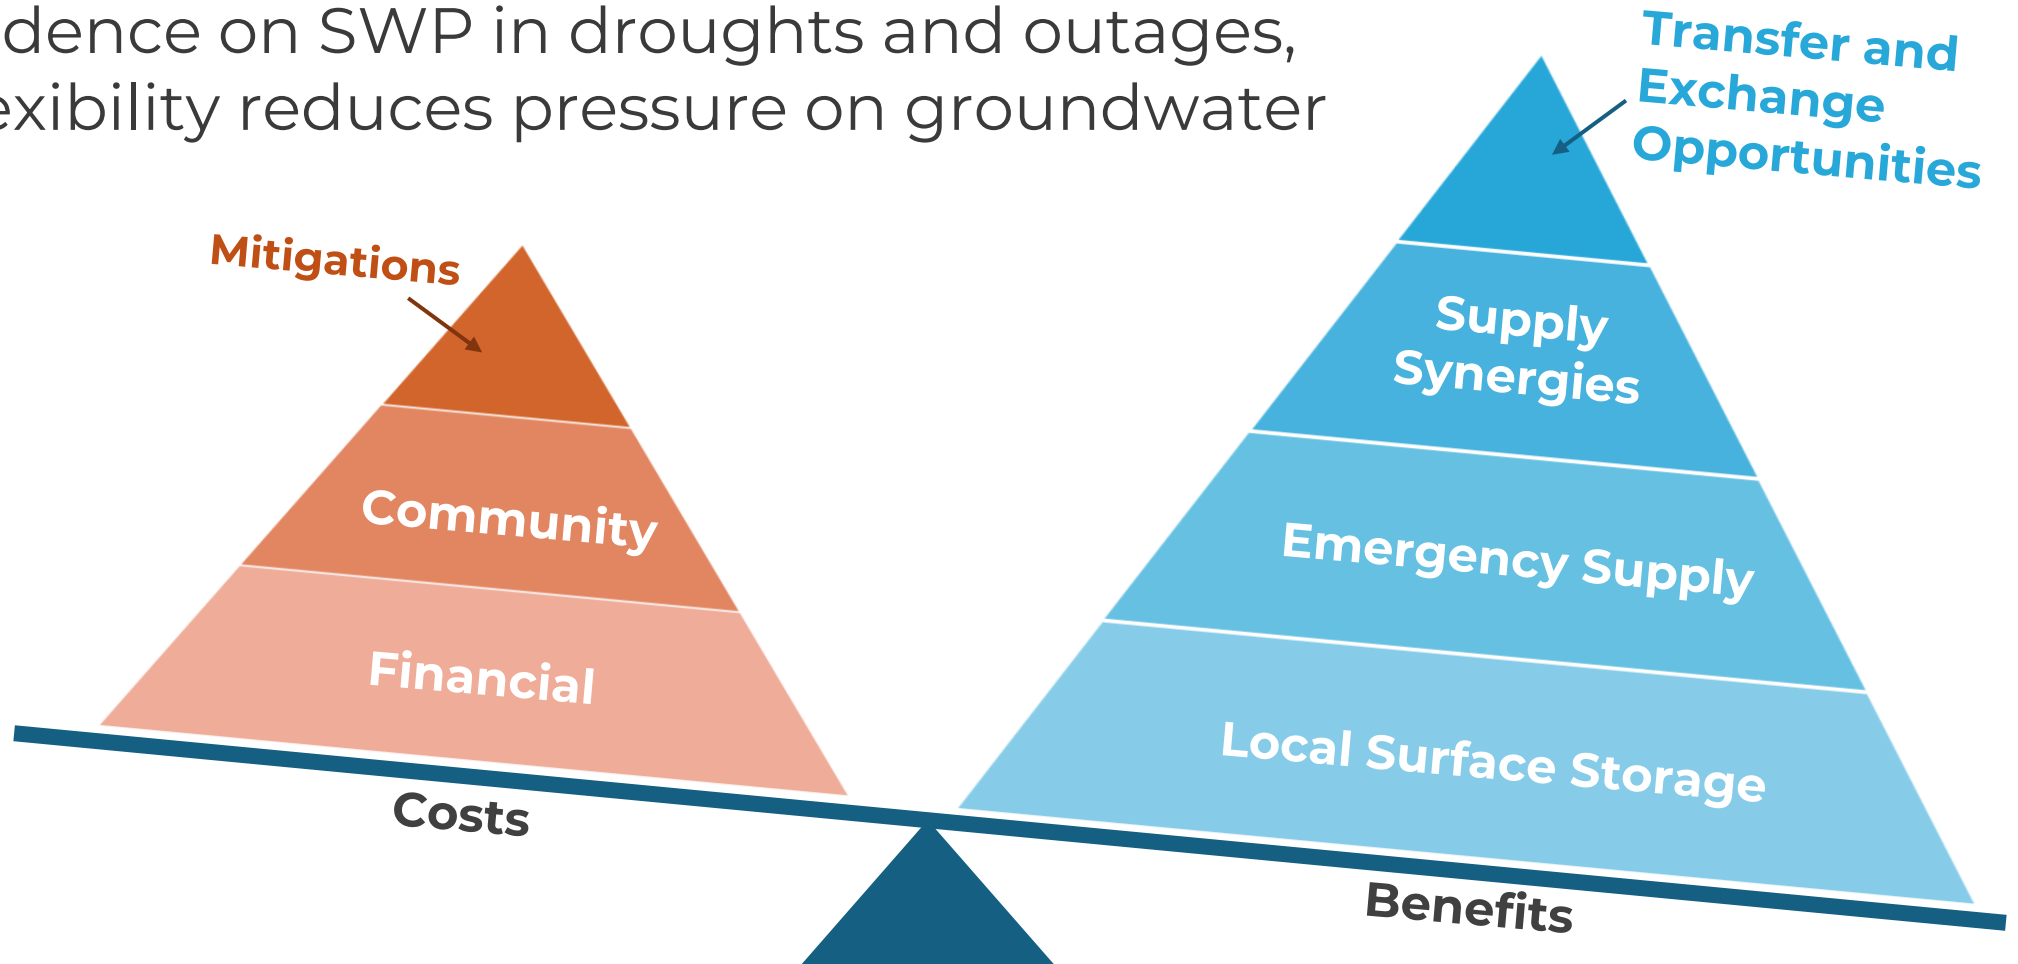 dence on SWP in droughts and outages,
exibility reduces pressure on groundwater
Transfer and
Exchange
Opportunities
Mitigations
Supply
Synergies
Community
Emergency Supply
Financial
Local Surface Storage
Costs
Benefits